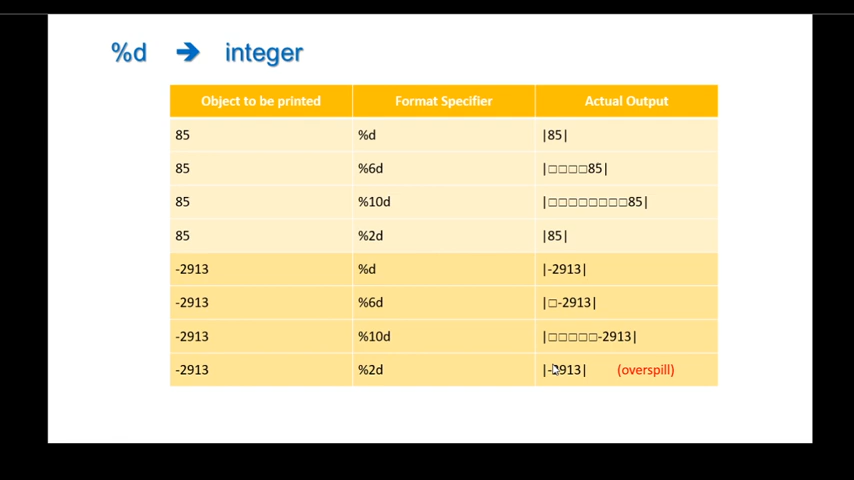 %d → integer
Object to be printed Format Specifier Actual Output
85 %d |85|
85 %6d |□□□□85|
85 %10d |□□□□□□□□85|
85 %2d |85|
-2913 %d |-2913|
-2913 %6d |□-2913|
-2913 %10d |□□□□□-2913|
-2913 %2d |-2913| (overspill)